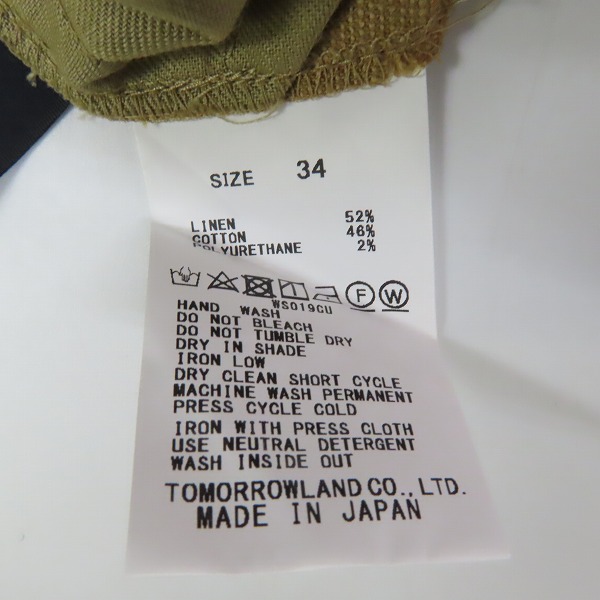 SIZE 34
LINEN 52%
COTTON 46%
POLYURETHANE 2%
F W
WS019CU
HAND WASH
DO NOT BLEACH
DO NOT TUMBLE DRY
DRY IN SHADE
IRON LOW
DRY CLEAN SHORT CYCLE
MACHINE WASH PERMANENT
PRESS CYCLE COLD
IRON WITH PRESS CLOTH
USE NEUTRAL DETERGENT
WASH INSIDE OUT
TOMORROWLAND CO., LTD.
MADE IN JAPAN